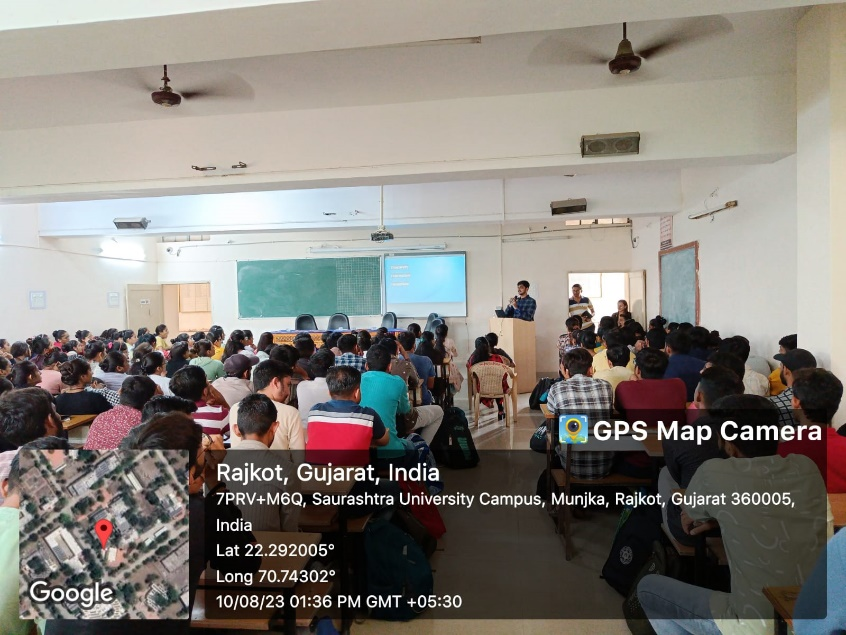 GPS Map Camera
Rajkot, Gujarat, India
7PRV+M6Q, Saurashtra University Campus, Munjka, Rajkot, Gujarat 360005,
India
Lat 22.292005°
Long 70.74302°
10/08/23 01:36 PM GMT +05:30
Google